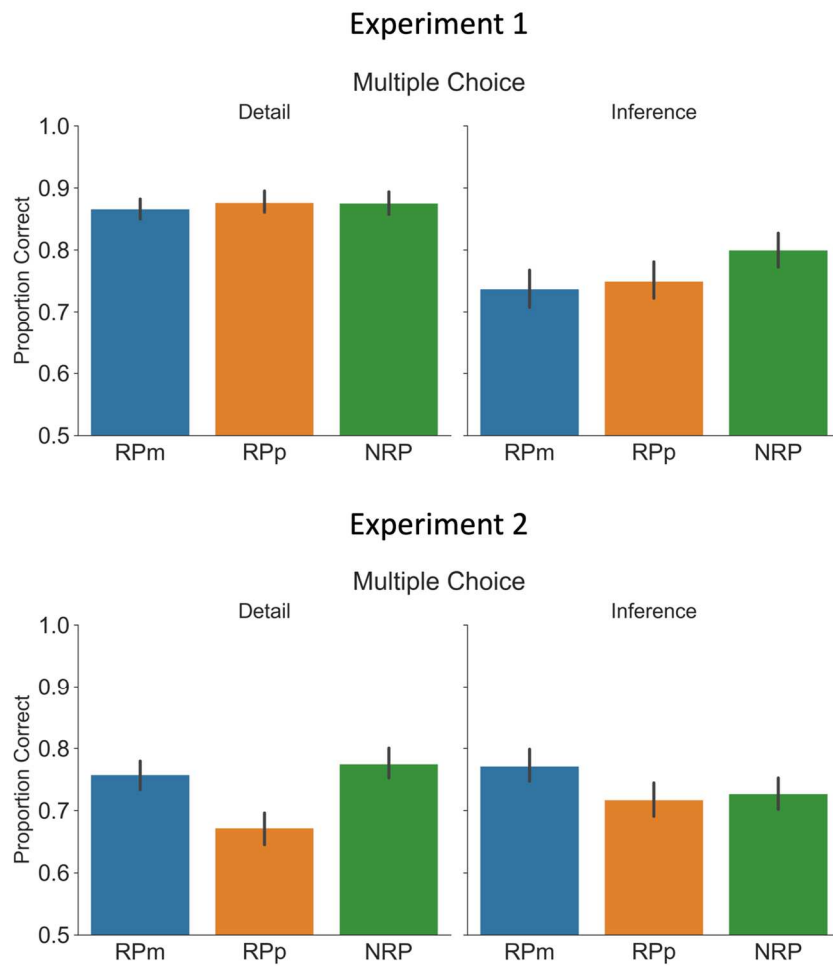 Experiment 1
Multiple Choice
Detail
Inference
Proportion Correct
1.0
0.9
0.8
0.7
0.6
0.5
RPm RPp NRP
RPm RPp NRP
Experiment 2
Multiple Choice
Detail
Inference
Proportion Correct
1.0
0.9
0.8
0.7
0.6
0.5
RPm RPp NRP
RPm RPp NRP